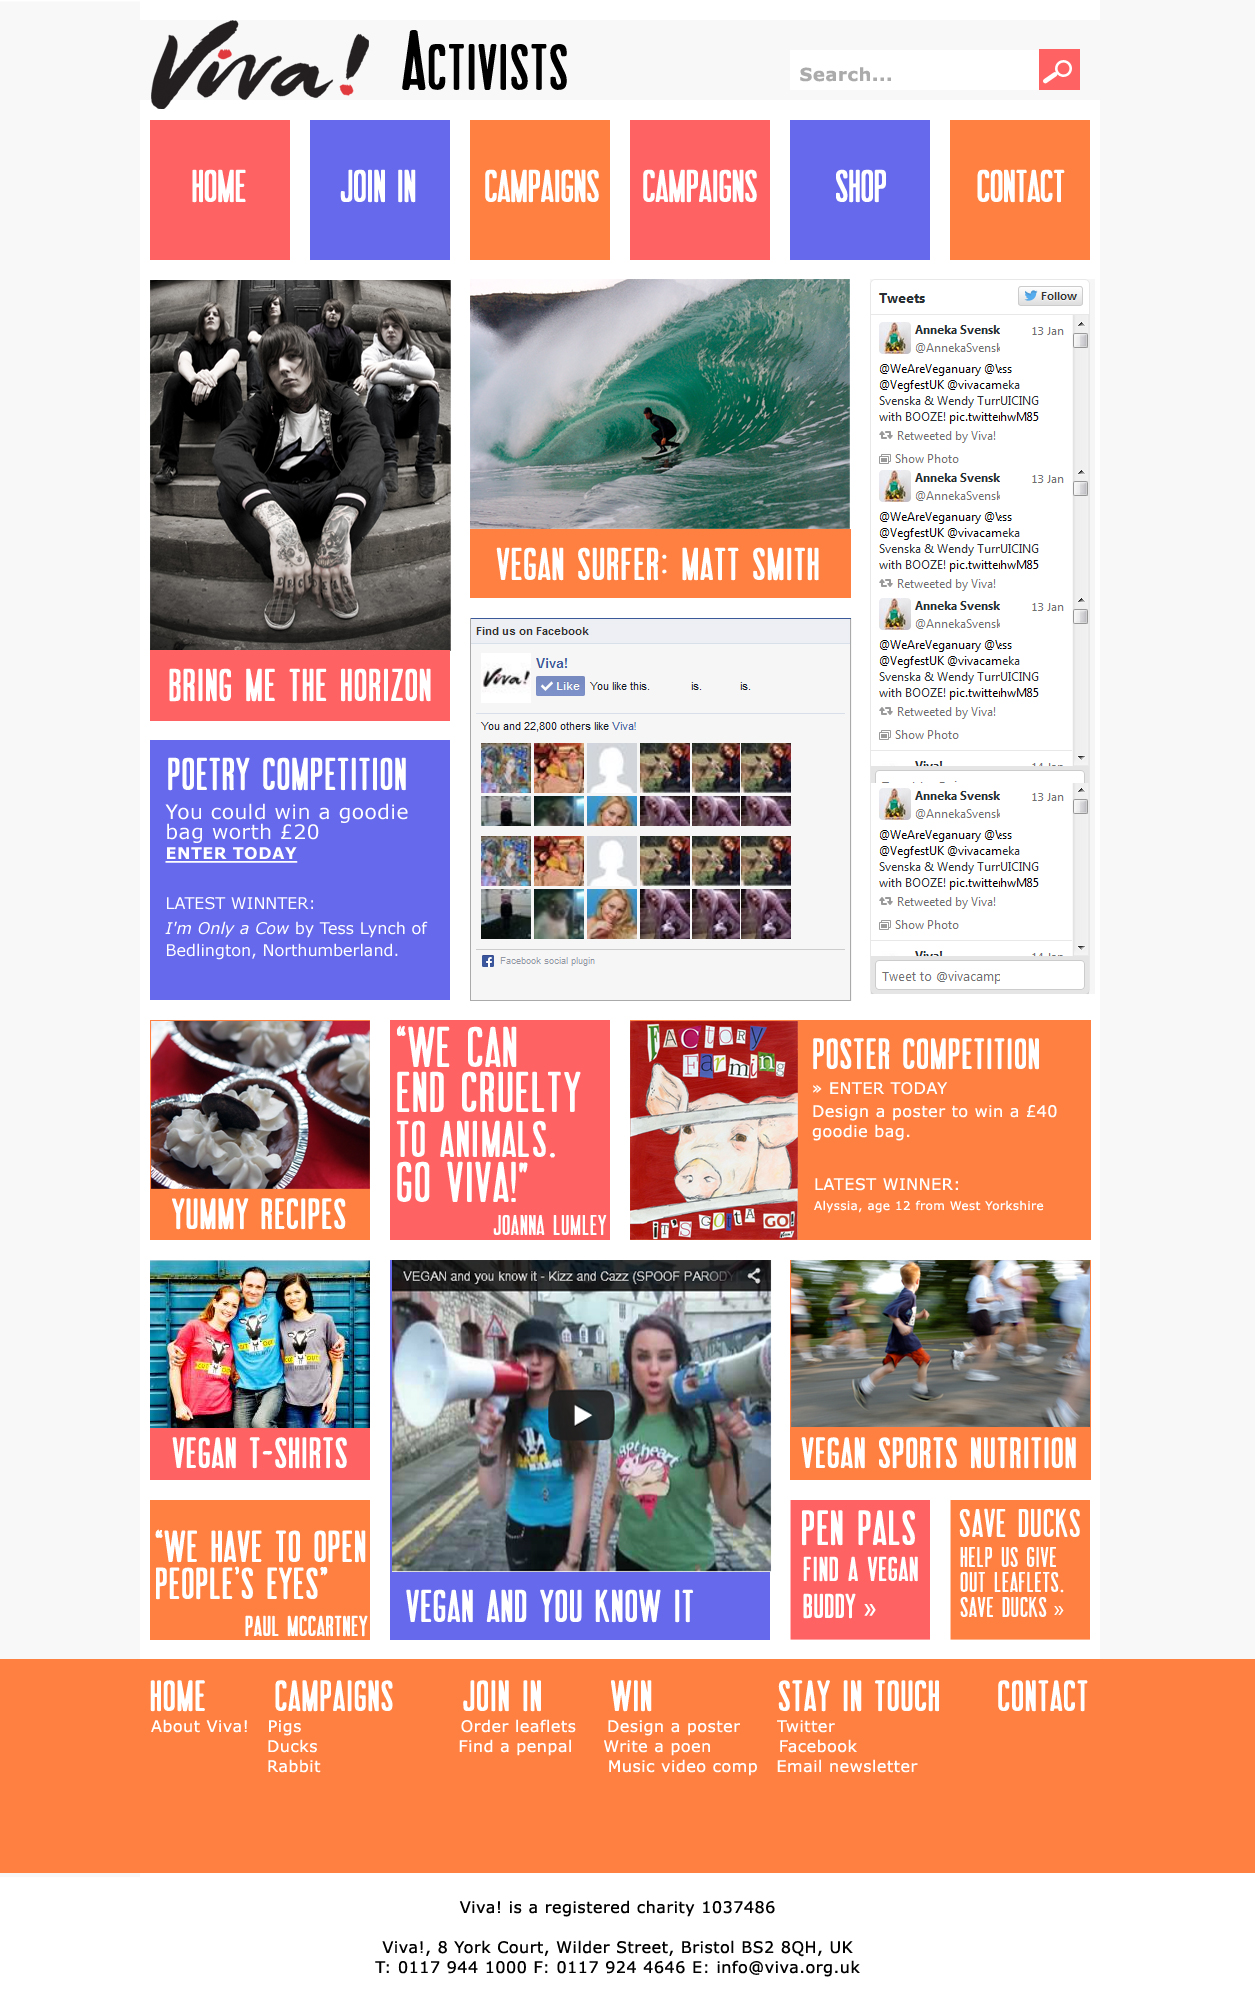 Viva! ACTIVISTS
Search...
HOME
JOIN IN
CAMPAIGNS
CAMPAIGNS
SHOP
CONTACT
BRING ME THE HORIZON
VEGAN SURFER: MATT SMITH
Tweets
Follow
Anneka Svensk 13 Jan
@AnnekaSvensk
@WeAreVeganuary
@VegfestUK @vivacameka
Svenska & Wendy TurrUICING
with BOOZE! pic.twitterhwM85
Retweeted by Viva!
Show Photo
Anneka Svensk 13 Jan
@AnnekaSvensk
@WeAreVeganuary
@VegfestUK @vivacameka
Svenska & Wendy TurrUICING
with BOOZE! pic.twitterhwM85
Retweeted by Viva!
Anneka Svensk 13 Jan
@AnnekaSvensk
@WeAreVeganuary
@VegfestUK @vivacameka
Svenska & Wendy TurrUICING
with BOOZE! pic.twitterhwM85
Retweeted by Viva!
Show Photo
Anneka Svensk 13 Jan
@AnnekaSvensk
@WeAreVeganuary
@VegfestUK @vivacameka
Svenska & Wendy TurrUICING
with BOOZE! pic.twitterhwM85
Retweeted by Viva!
Show Photo
Tweet to @vivacamp
Find us on Facebook
Viva!
Viva!
Like You like this. is. is.
You and 22,800 others like Viva!
Facebook social plugin
POETRY COMPETITION
You could win a goodie
bag worth £20
ENTER TODAY
LATEST WINNTER:
I'm Only a Cow by Tess Lynch of
Bedlington, Northumberland.
YUMMY RECIPES
“WE CAN
END CRUELTY
TO ANIMALS.
GO VIVA!"
JOANNA LUMLEY
FACTORY
FArming
iT'S GOTTA GO!
POSTER COMPETITION
» ENTER TODAY
Design a poster to win a £40
goodie bag.
LATEST WINNER:
Alyssia, age 12 from West Yorkshire
VEGAN T-SHIRTS
VEGAN and you know it - Kizz and Cazz (SPOOF PARODY
VEGAN AND YOU KNOW IT
VEGAN SPORTS NUTRITION
“WE HAVE TO OPEN
PEOPLE'S EYES”
PAUL MCCARTNEY
PEN PALS
FIND A VEGAN
BUDDY »
SAVE DUCKS
HELP US GIVE
OUT LEAFLETS.
SAVE DUCKS »
HOME
About Viva!
CAMPAIGNS
Pigs
Ducks
Rabbit
JOIN IN
Order leaflets
Find a penpal
WIN
Design a poster
Write a poen
Music video comp
STAY IN TOUCH
Twitter
Facebook
Email newsletter
CONTACT
Viva! is a registered charity 1037486
Viva!, 8 York Court, Wilder Street, Bristol BS2 8QH, UK
T: 0117 944 1000 F: 0117 924 4646 E: info@viva.org.uk